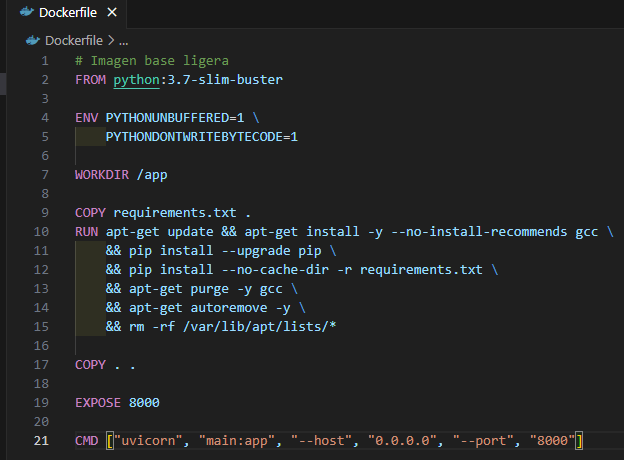 Dockerfile ×
Dockerfile > ...
1 # Imagen base ligera
2 FROM python:3.7-slim-buster
3
4 ENV PYTHONUNBUFFERED=1 \
5     PYTHONDONTWRITEBYTECODE=1
6
7 WORKDIR /app
8
9 COPY requirements.txt .
10 RUN apt-get update && apt-get install -y --no-install-recommends gcc \
11     && pip install --upgrade pip \
12     && pip install --no-cache-dir -r requirements.txt \
13     && apt-get purge -y gcc \
14     && apt-get autoremove -y \
15     && rm -rf /var/lib/apt/lists/*
16
17 COPY . .
18
19 EXPOSE 8000
20
21 CMD ["uvicorn", "main:app", "--host", "0.0.0.0", "--port", "8000"]